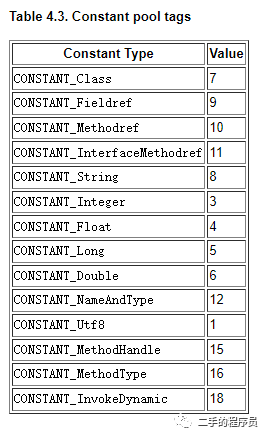 Table 4.3. Constant pool tags
Constant Type Value
CONSTANT_Class 7
CONSTANT_Fieldref 9
CONSTANT_Methodref 10
CONSTANT_InterfaceMethodref 11
CONSTANT_String 8
CONSTANT_Integer 3
CONSTANT_Float 4
CONSTANT_Long 5
CONSTANT_Double 6
CONSTANT_NameAndType 12
CONSTANT_Utf8 1
CONSTANT_MethodHandle 15
CONSTANT_MethodType 16
CONSTANT_InvokeDynamic 18
二手的程序员